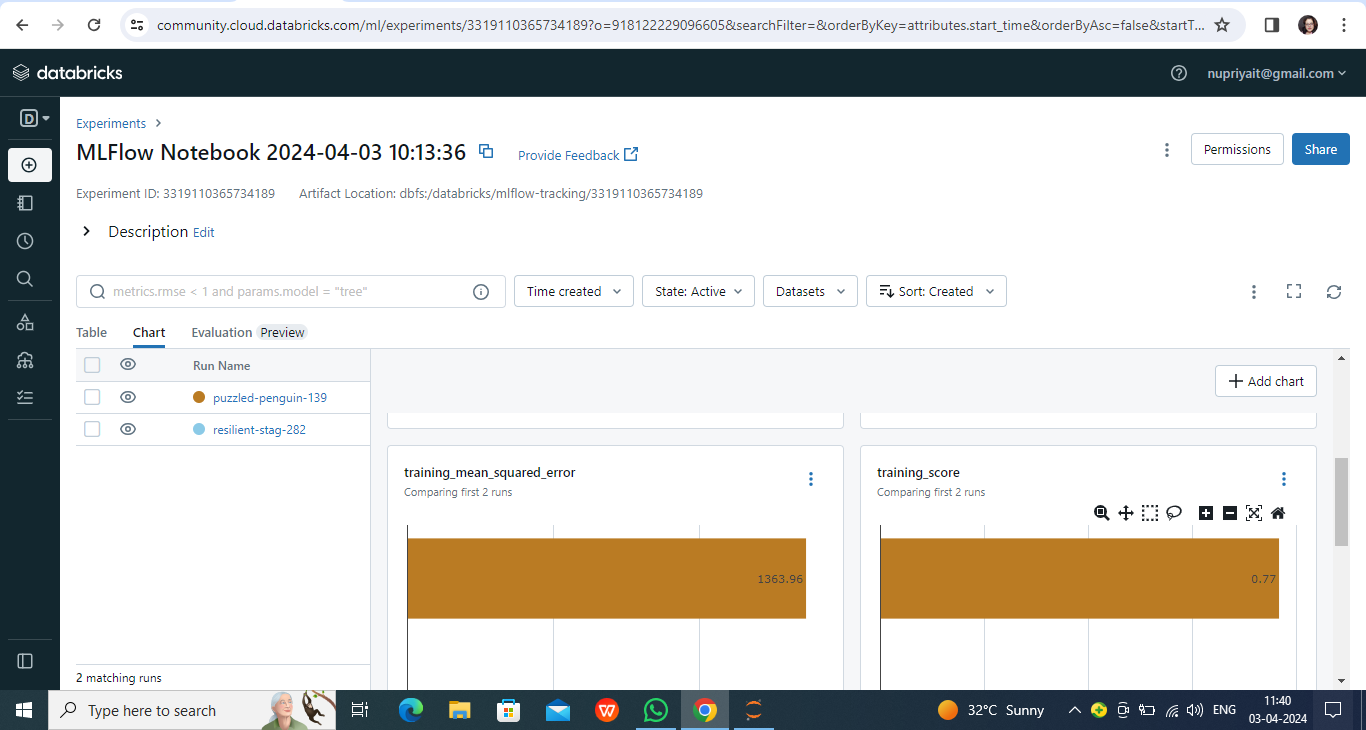 community.cloud.databricks.com/ml/experiments/3319110365734189?o=918122229096605&searchFilter=&orderByKey=attributes.start_time&orderByAsc=false&startT...
databricks
nupriyait@gmail.com
D
Experiments
MLFlow Notebook 2024-04-03 10:13:36
Provide Feedback
Permissions
Share
Experiment ID: 3319110365734189
Artifact Location: dbfs:/databricks/mlflow-tracking/3319110365734189
Description Edit
metrics.rmse < 1 and params.model = "tree"
Time created
State: Active
Datasets
Sort: Created
Table
Chart
Evaluation Preview
Run Name
Add chart
puzzled-penguin-139
resilient-stag-282
training_mean_squared_error
Comparing first 2 runs
1363.96
training_score
Comparing first 2 runs
0.77
2 matching runs
Type here to search
W
32°C Sunny
ENG
11:40
03-04-2024